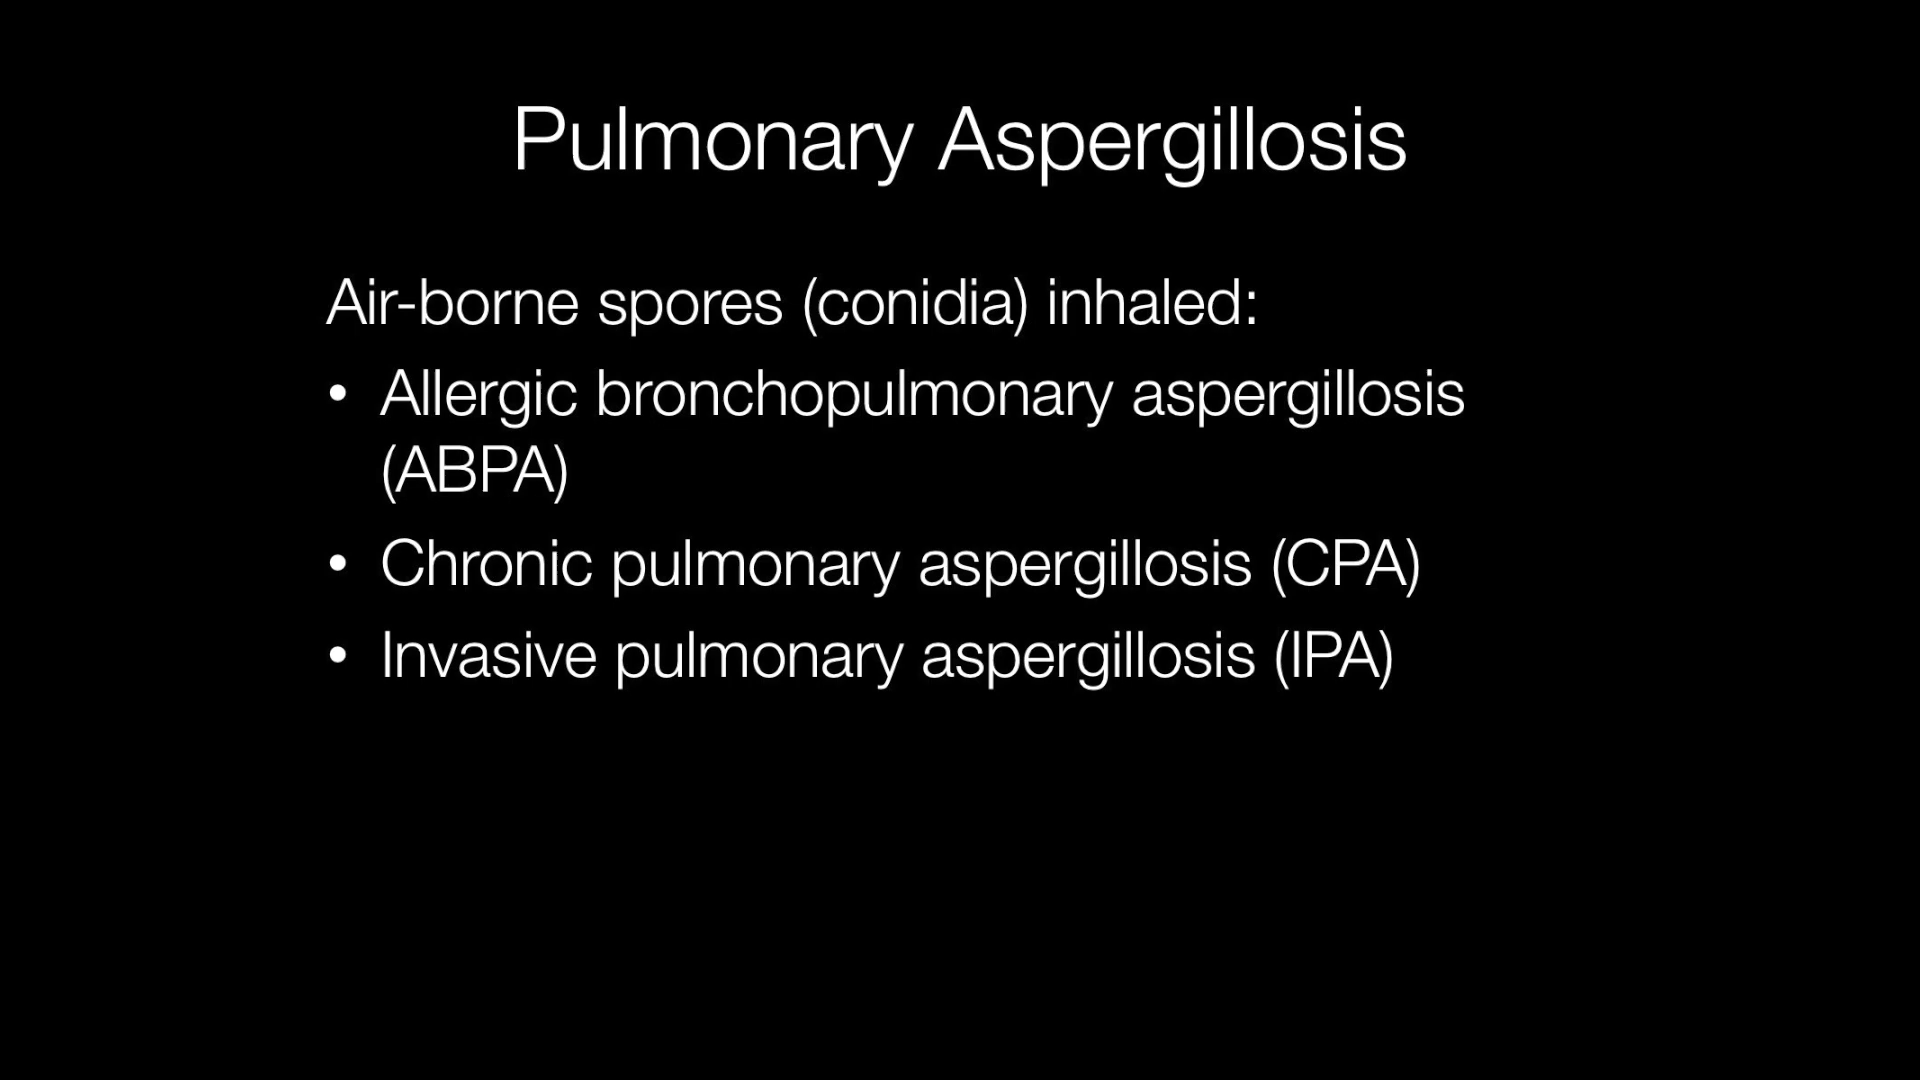 Pulmonary Aspergillosis
Air-borne spores (conidia) inhaled:
• Allergic bronchopulmonary aspergillosis
(ABPA)
• Chronic pulmonary aspergillosis (CPA)
• Invasive pulmonary aspergillosis (IPA)